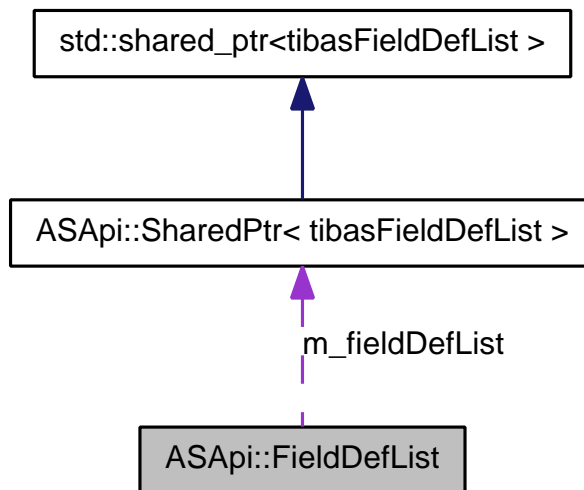 std::shared_ptr<tibasFieldDefList >
ASApi::SharedPtr< tibasFieldDefList >
m_fieldDefList
ASApi::FieldDefList